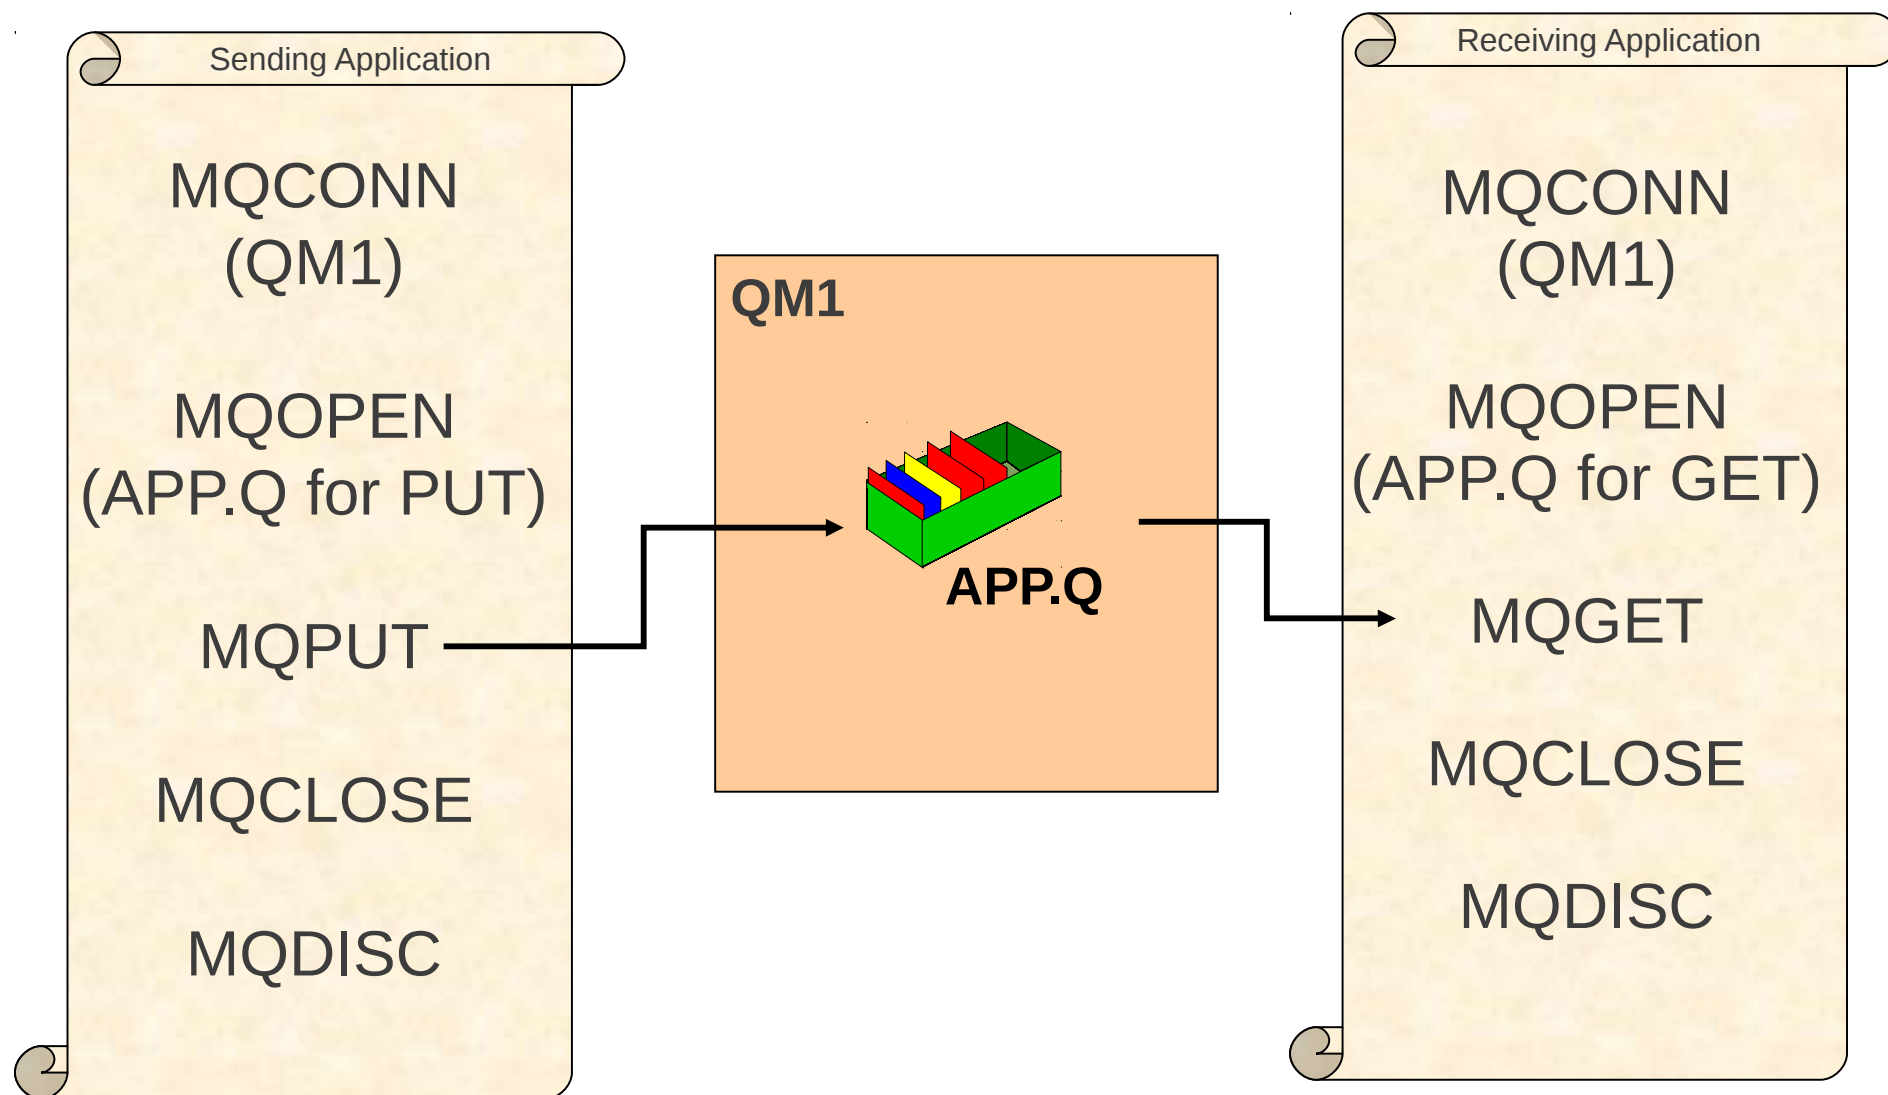 Sending Application
MQCONN
(QM1)
MQOPEN
(APP.Q for PUT)
MQPUT
MQCLOSE
MQDISC
QM1
APP.Q
Receiving Application
MQCONN
(QM1)
MQOPEN
(APP.Q for GET)
MQGET
MQCLOSE
MQDISC